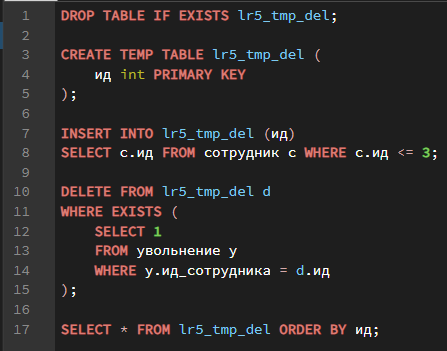 1 DROP TABLE IF EXISTS lr5_tmp_del;
2
3 CREATE TEMP TABLE lr5_tmp_del (
4 ид int PRIMARY KEY
5 );
6
7 INSERT INTO lr5_tmp_del (ид)
8 SELECT с.ид FROM сотрудник с WHERE с.ид <= 3;
9
10 DELETE FROM lr5_tmp_del d
11 WHERE EXISTS (
12 SELECT 1
13 FROM увольнение у
14 WHERE у.ид_сотрудника = d.ид
15 );
16
17 SELECT * FROM lr5_tmp_del ORDER BY ид;